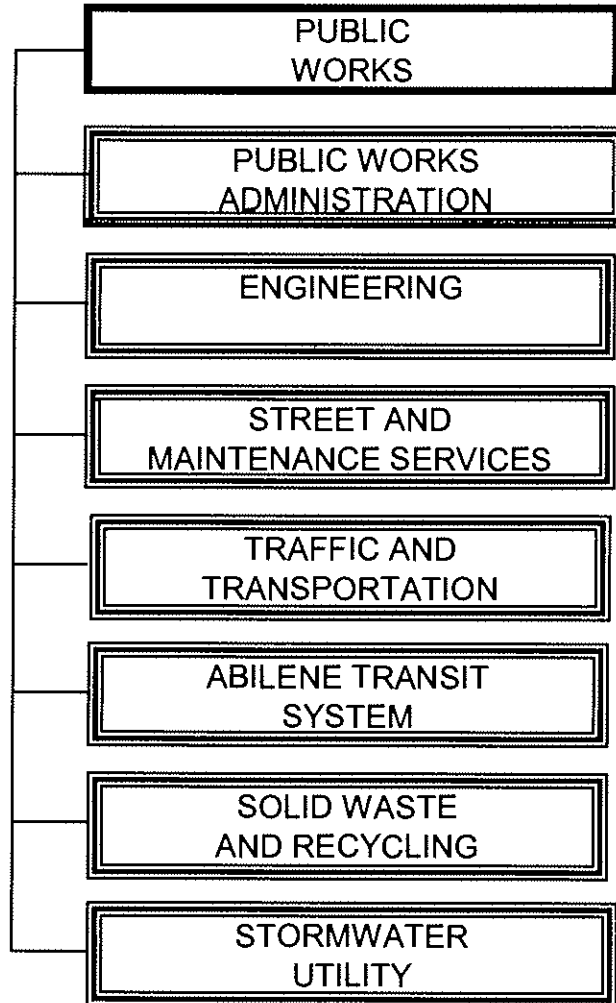 PUBLIC
WORKS
PUBLIC WORKS
ADMINISTRATION
ENGINEERING
STREET AND
MAINTENANCE SERVICES
TRAFFIC AND
TRANSPORTATION
ABILENE TRANSIT
SYSTEM
SOLID WASTE
AND RECYCLING
STORMWATER
UTILITY